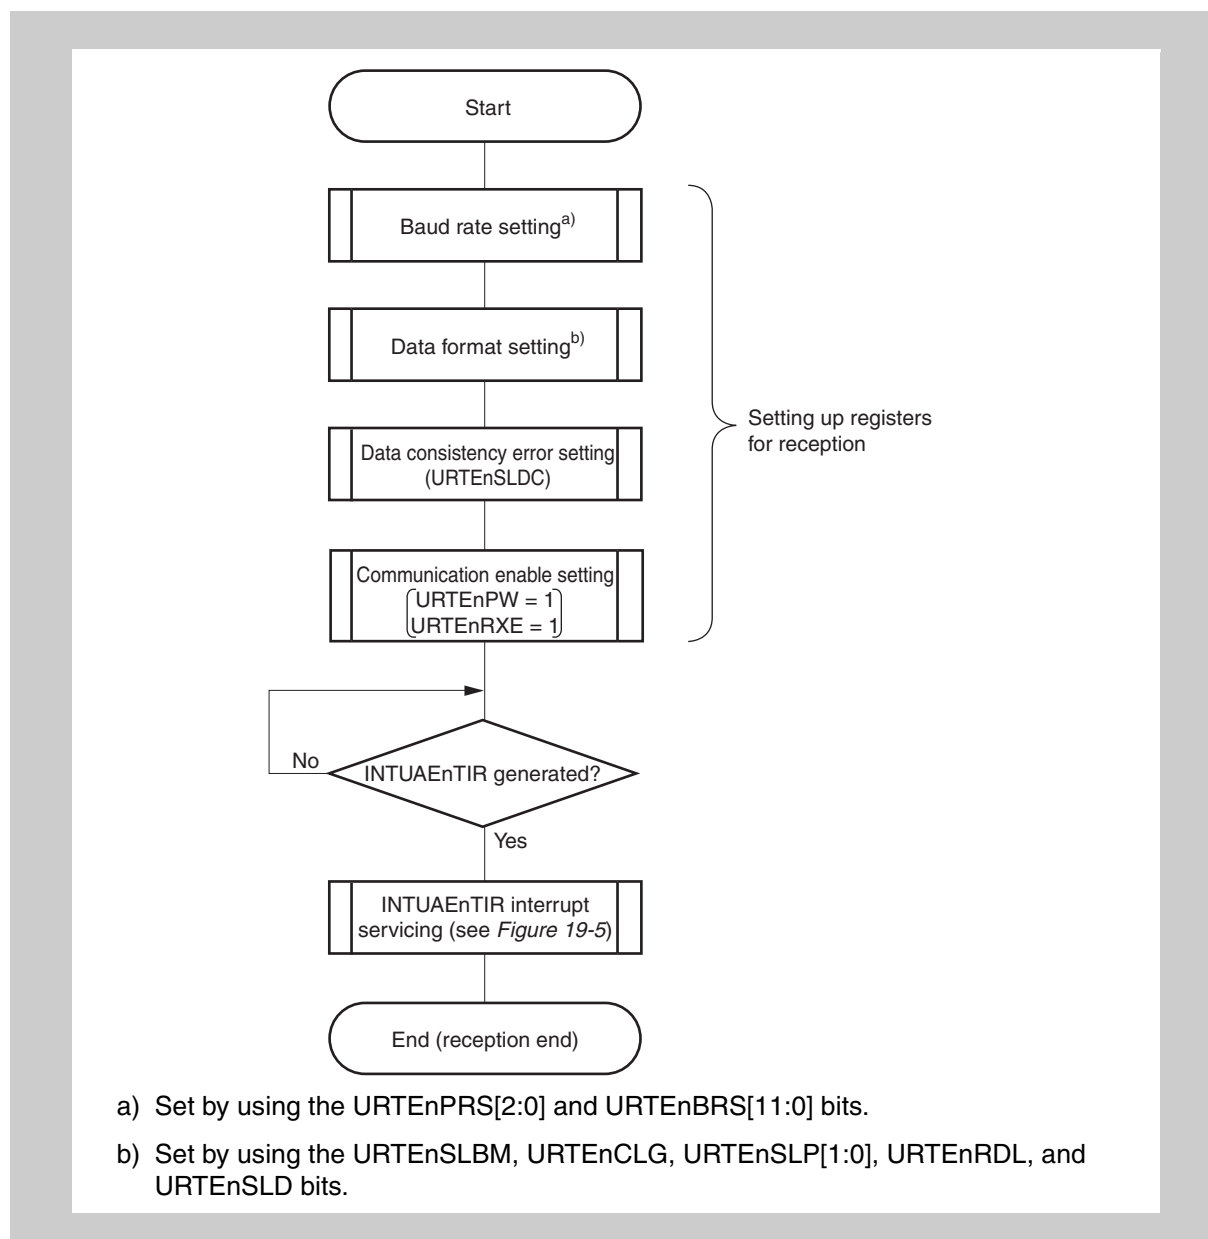 Start
Baud rate setting a)
Data format setting b)
Data consistency error setting
(URTEnSLDC)
Setting up registers
for reception
Communication enable setting
URTEnPW = 1
URTEnRXE = 1
No
INTUAEnTIR generated?
Yes
INTUAEnTIR interrupt
servicing (see Figure 19-5)
End (reception end)
a) Set by using the URTEnPRS[2:0] and URTEnBRS[11:0] bits.
b) Set by using the URTEnSLBM, URTEnCLG, URTEnSLP[1:0], URTEnRDL, and
URTEnSLD bits.